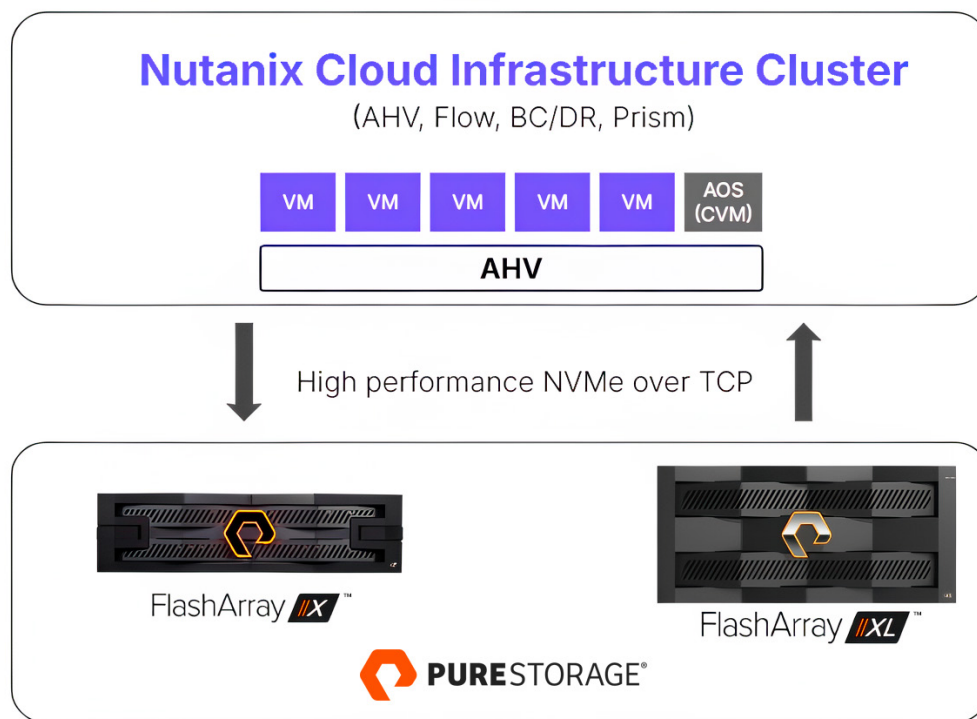 Nutanix Cloud Infrastructure Cluster
(AHV, Flow, BC/DR, Prism)
VM VM VM VM VM AOS (CVM)
AHV
High performance NVMe over TCP
FlashArray //X™
FlashArray //XL™
PURESTORAGE®